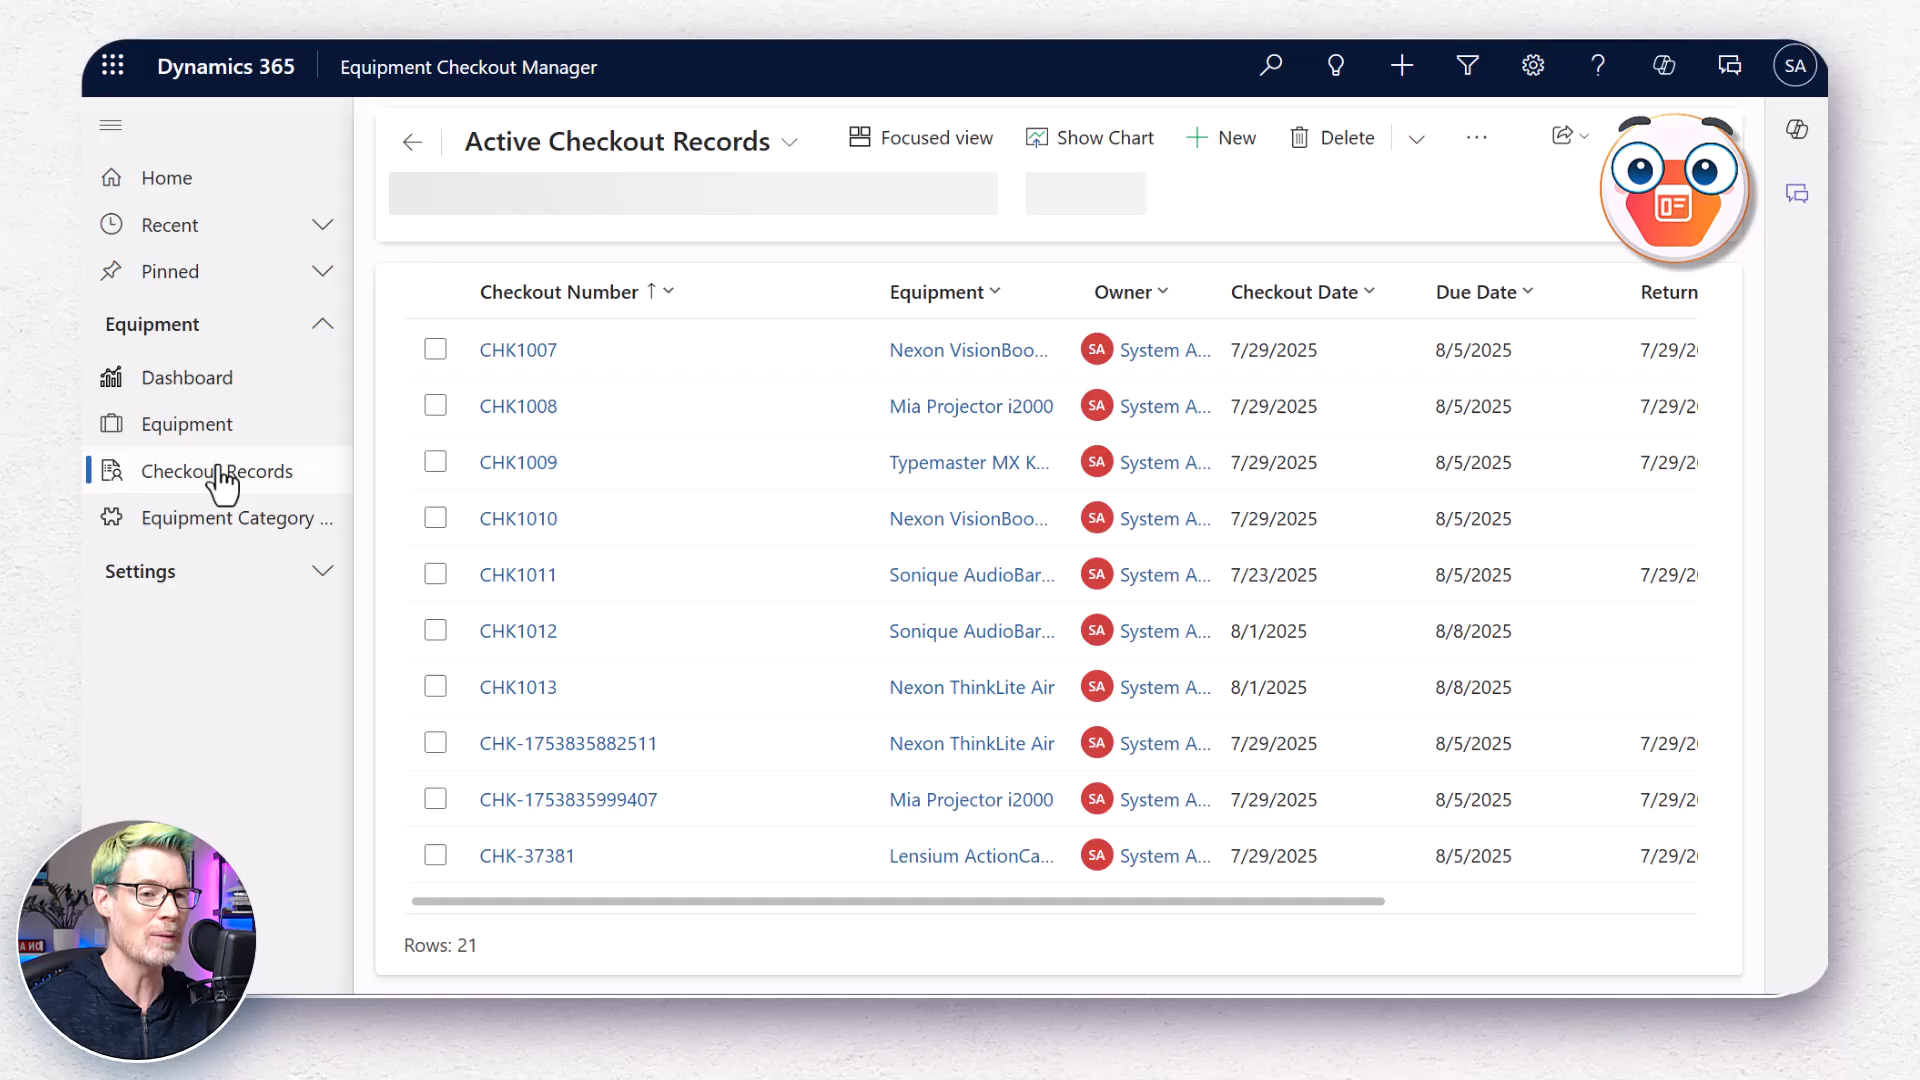 Dynamics 365
Equipment Checkout Manager
SA
Home
Recent
Pinned
Equipment
Dashboard
Equipment
Checkout Records
Equipment Category ...
Settings
Active Checkout Records
Focused view
Show Chart
New
Delete
Checkout Number Equipment Owner Checkout Date Due Date Return
CHK1007 Nexon VisionBoo... SA System A... 7/29/2025 8/5/2025 7/29/2
CHK1008 Mia Projector i2000 SA System A... 7/29/2025 8/5/2025 7/29/2
CHK1009 Typemaster MX K... SA System A... 7/29/2025 8/5/2025 7/29/2
CHK1010 Nexon VisionBoo... SA System A... 7/29/2025 8/5/2025
CHK1011 Sonique AudioBar... SA System A... 7/23/2025 8/5/2025 7/29/2
CHK1012 Sonique AudioBar... SA System A... 8/1/2025 8/8/2025
CHK1013 Nexon ThinkLite Air SA System A... 8/1/2025 8/8/2025
CHK-1753835882511 Nexon ThinkLite Air SA System A... 7/29/2025 8/5/2025 7/29/2
CHK-1753835999407 Mia Projector i2000 SA System A... 7/29/2025 8/5/2025 7/29/2
CHK-37381 Lensium ActionCa... SA System A... 7/29/2025 8/5/2025 7/29/2
Rows: 21